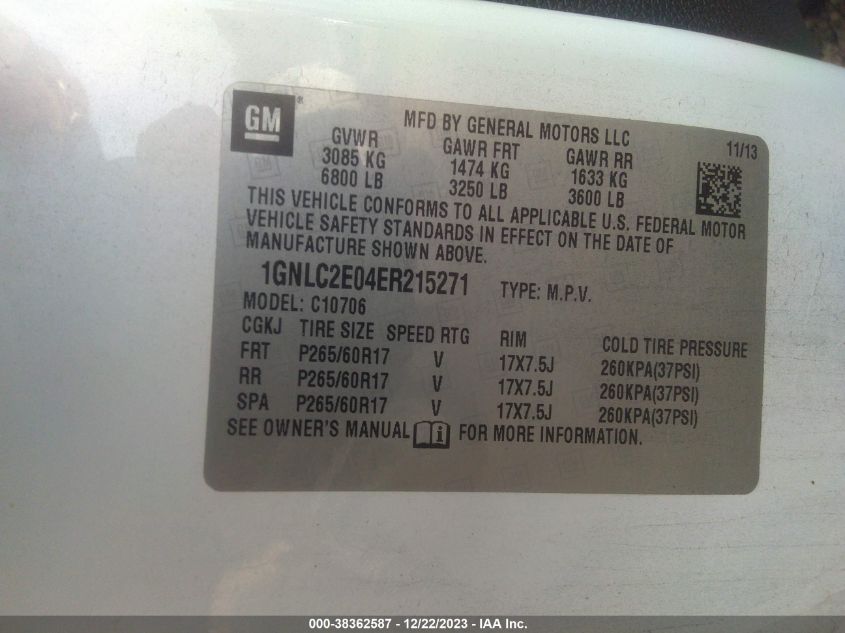 GM
MFD BY GENERAL MOTORS LLC 11/13
GVWR GAWR FRT GAWR RR
3085 KG 1474 KG 1633 KG
6800 LB 3250 LB 3600 LB
THIS VEHICLE CONFORMS TO ALL APPLICABLE U.S. FEDERAL MOTOR
VEHICLE SAFETY STANDARDS IN EFFECT ON THE DATE OF
MANUFACTURE SHOWN ABOVE.
1GNLC2E04ER215271 TYPE: M.P.V.
MODEL: C10706
CGKJ TIRE SIZE SPEED RTG RIM COLD TIRE PRESSURE
FRT P265/60R17 V 17X7.5J 260KPA(37PSI)
RR P265/60R17 V 17X7.5J 260KPA(37PSI)
SPA P265/60R17 V 17X7.5J 260KPA(37PSI)
SEE OWNER'S MANUAL FOR MORE INFORMATION.
000-38362587 - 12/22/2023 - IAA Inc.